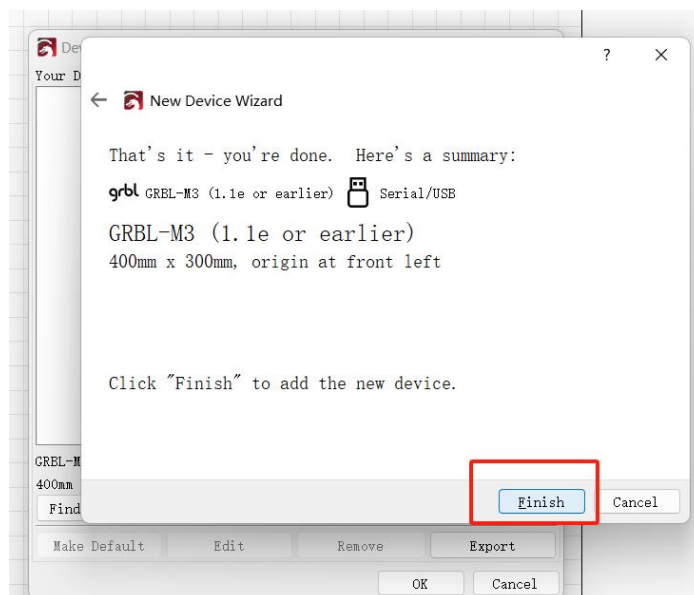 De
Your D
New Device Wizard
That's it - you're done. Here's a summary:
grbl GRBL-M3 (1.1e or earlier) Serial/USB
GRBL-M3 (1.1e or earlier)
400mm x 300mm, origin at front left
Click "Finish" to add the new device.
GRBL-M
400mm
Finish Cancel
Find
Make Default Edit Remove Export
OK Cancel